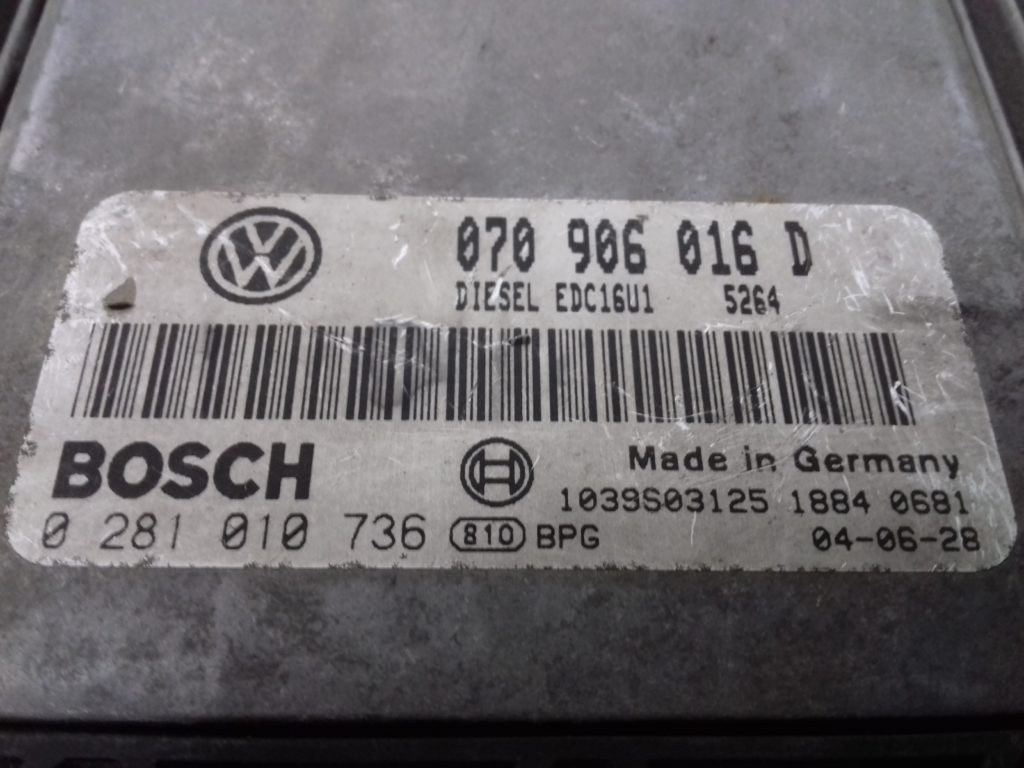 070 906 016 D
DIESEL EDC16U1 5264
BOSCH
Made in Germany
1039S03125 1884 0681
0 281 010 736 810 BPG 04-06-28